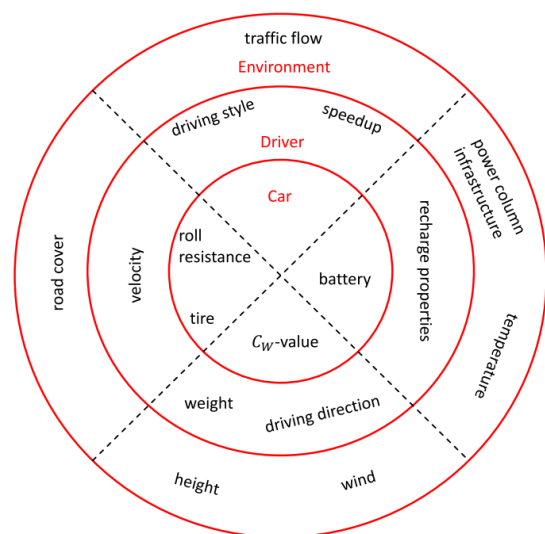 traffic flow
Environment
driving style
speedup
Driver
power column
infrastructure
Car
roll
resistance
battery
recharge properties
velocity
road cover
tire
C_W-value
temperature
weight
driving direction
height
wind